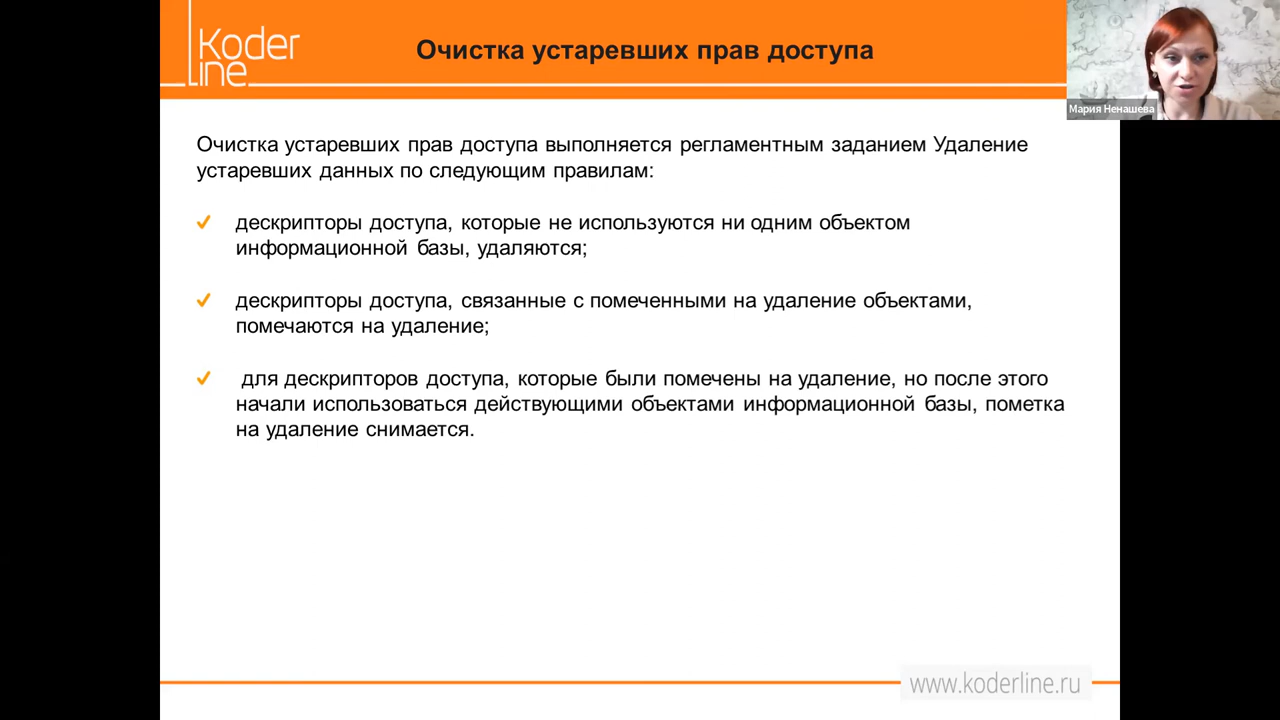 Koder
line
Очистка устаревших прав доступа
Мария Ненашева
Очистка устаревших прав доступа выполняется регламентным заданием Удаление
устаревших данных по следующим правилам:
дескрипторы доступа, которые не используются ни одним объектом
информационной базы, удаляются;
дескрипторы доступа, связанные с помеченными на удаление объектами,
помечаются на удаление;
для дескрипторов доступа, которые были помечены на удаление, но после этого
начали использоваться действующими объектами информационной базы, пометка
на удаление снимается.
www.koderline.ru